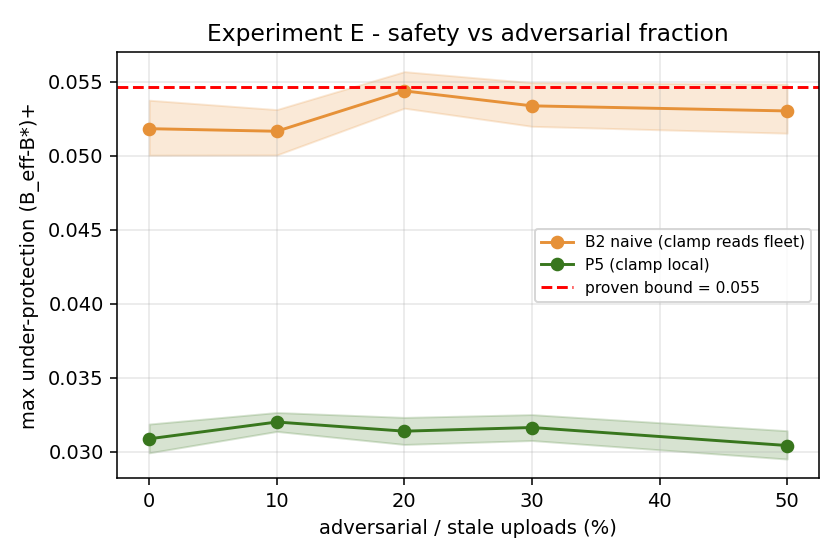 Experiment E - safety vs adversarial fraction
max under-protection (B_eff-B*)+
0.055
0.050
0.045
0.040
0.035
0.030
B2 naive (clamp reads fleet)
P5 (clamp local)
proven bound = 0.055
0 10 20 30 40 50
adversarial / stale uploads (%)